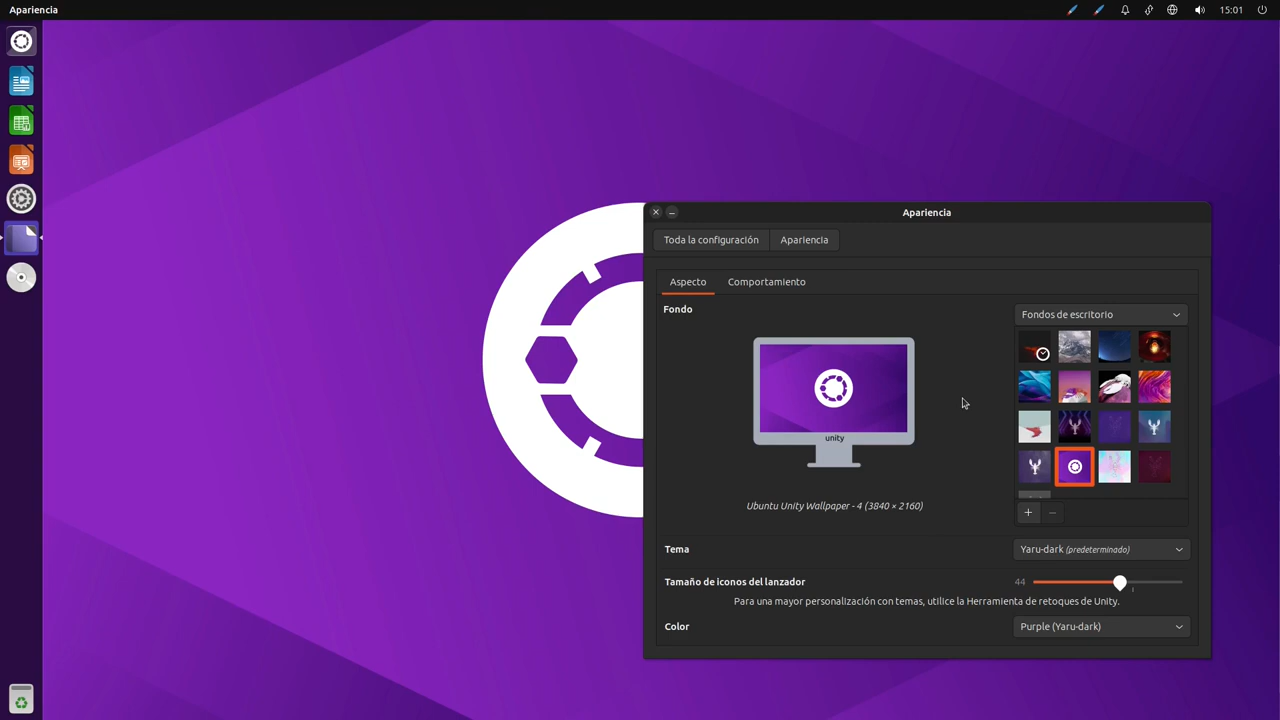 Apariencia
15:01
Apariencia
Toda la configuración
Apariencia
Aspecto
Comportamiento
Fondo
Fondos de escritorio
unity
Ubuntu Unity Wallpaper - 4 (3840 × 2160)
Tema
Yaru-dark (predeterminado)
Tamaño de iconos del lanzador
44
Para una mayor personalización con temas, utilice la Herramienta de retoques de Unity.
Color
Purple (Yaru-dark)